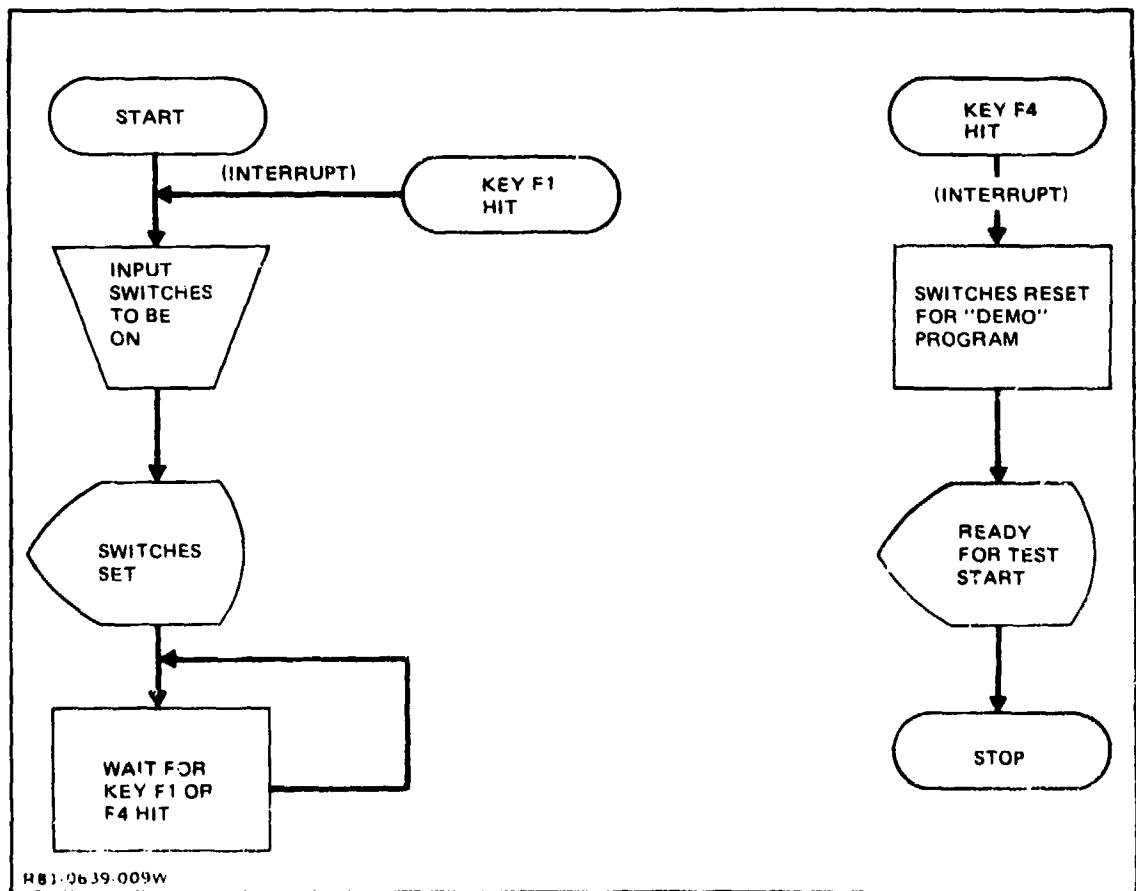 START
(INTERRUPT)
KEY F1
HIT
INPUT
SWITCHES
TO BE
ON
SWITCHES
SET
WAIT FOR
KEY F1 OR
F4 HIT
KEY F4
HIT
(INTERRUPT)
SWITCHES RESET
FOR "DEMO"
PROGRAM
READY
FOR TEST
START
STOP
R81-0639-009W